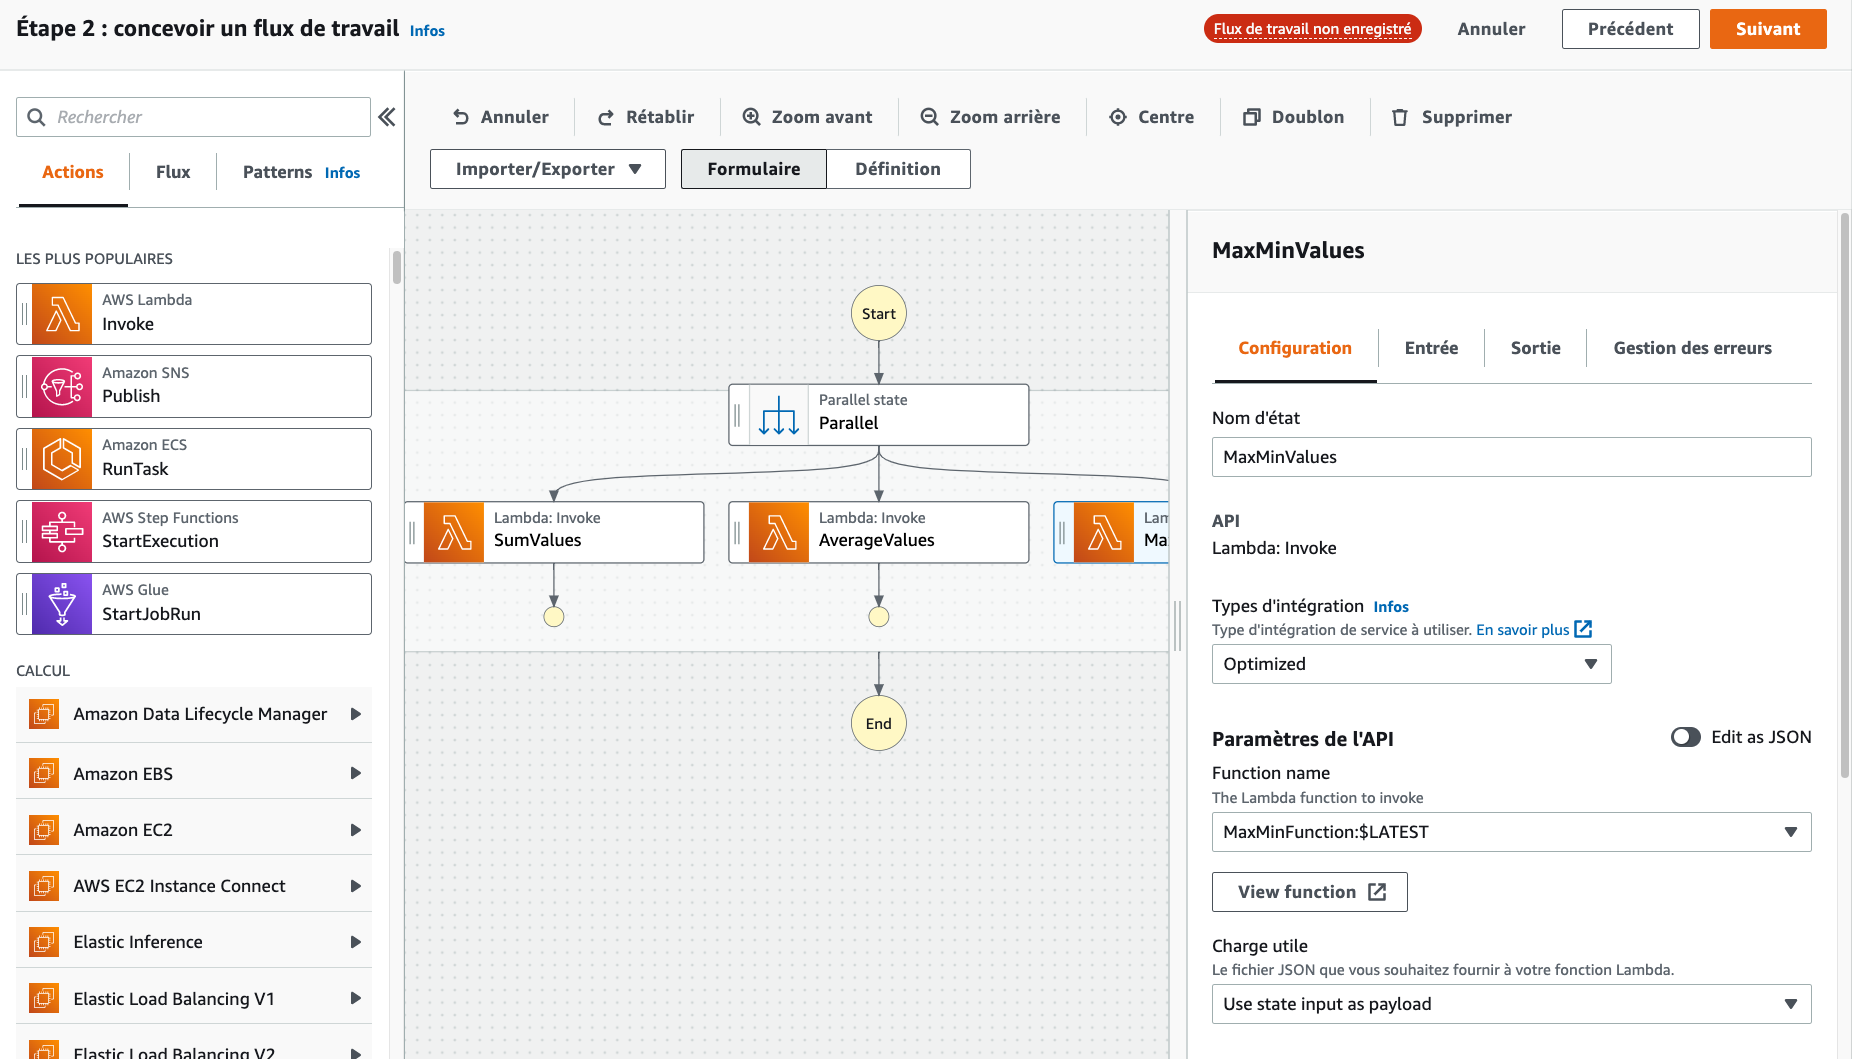 Étape 2 : concevoir un flux de travail Infos
Flux de travail non enregistré
Annuler
Précédent
Suivant
Rechercher
Actions
Flux
Patterns Infos
LES PLUS POPULAIRES
AWS Lambda
Invoke
Amazon SNS
Publish
Amazon ECS
RunTask
AWS Step Functions
StartExecution
AWS Glue
StartJobRun
CALCUL
Amazon Data Lifecycle Manager
Amazon EBS
Amazon EC2
AWS EC2 Instance Connect
Elastic Inference
Elastic Load Balancing V1
Elastic Load Balancing V2
Annuler
Rétablir
Zoom avant
Zoom arrière
Centre
Doublon
Supprimer
Importer/Exporter
Formulaire
Définition
Start
Parallel state
Parallel
Lambda: Invoke
SumValues
Lambda: Invoke
AverageValues
Lam
Ma
End
MaxMinValues
Configuration
Entrée
Sortie
Gestion des erreurs
Nom d'état
MaxMinValues
API
Lambda: Invoke
Types d'intégration Infos
Type d'intégration de service à utiliser. En savoir plus
Optimized
Paramètres de l'API
Edit as JSON
Function name
The Lambda function to invoke
MaxMinFunction:$LATEST
View function
Charge utile
Le fichier JSON que vous souhaitez fournir à votre fonction Lambda.
Use state input as payload